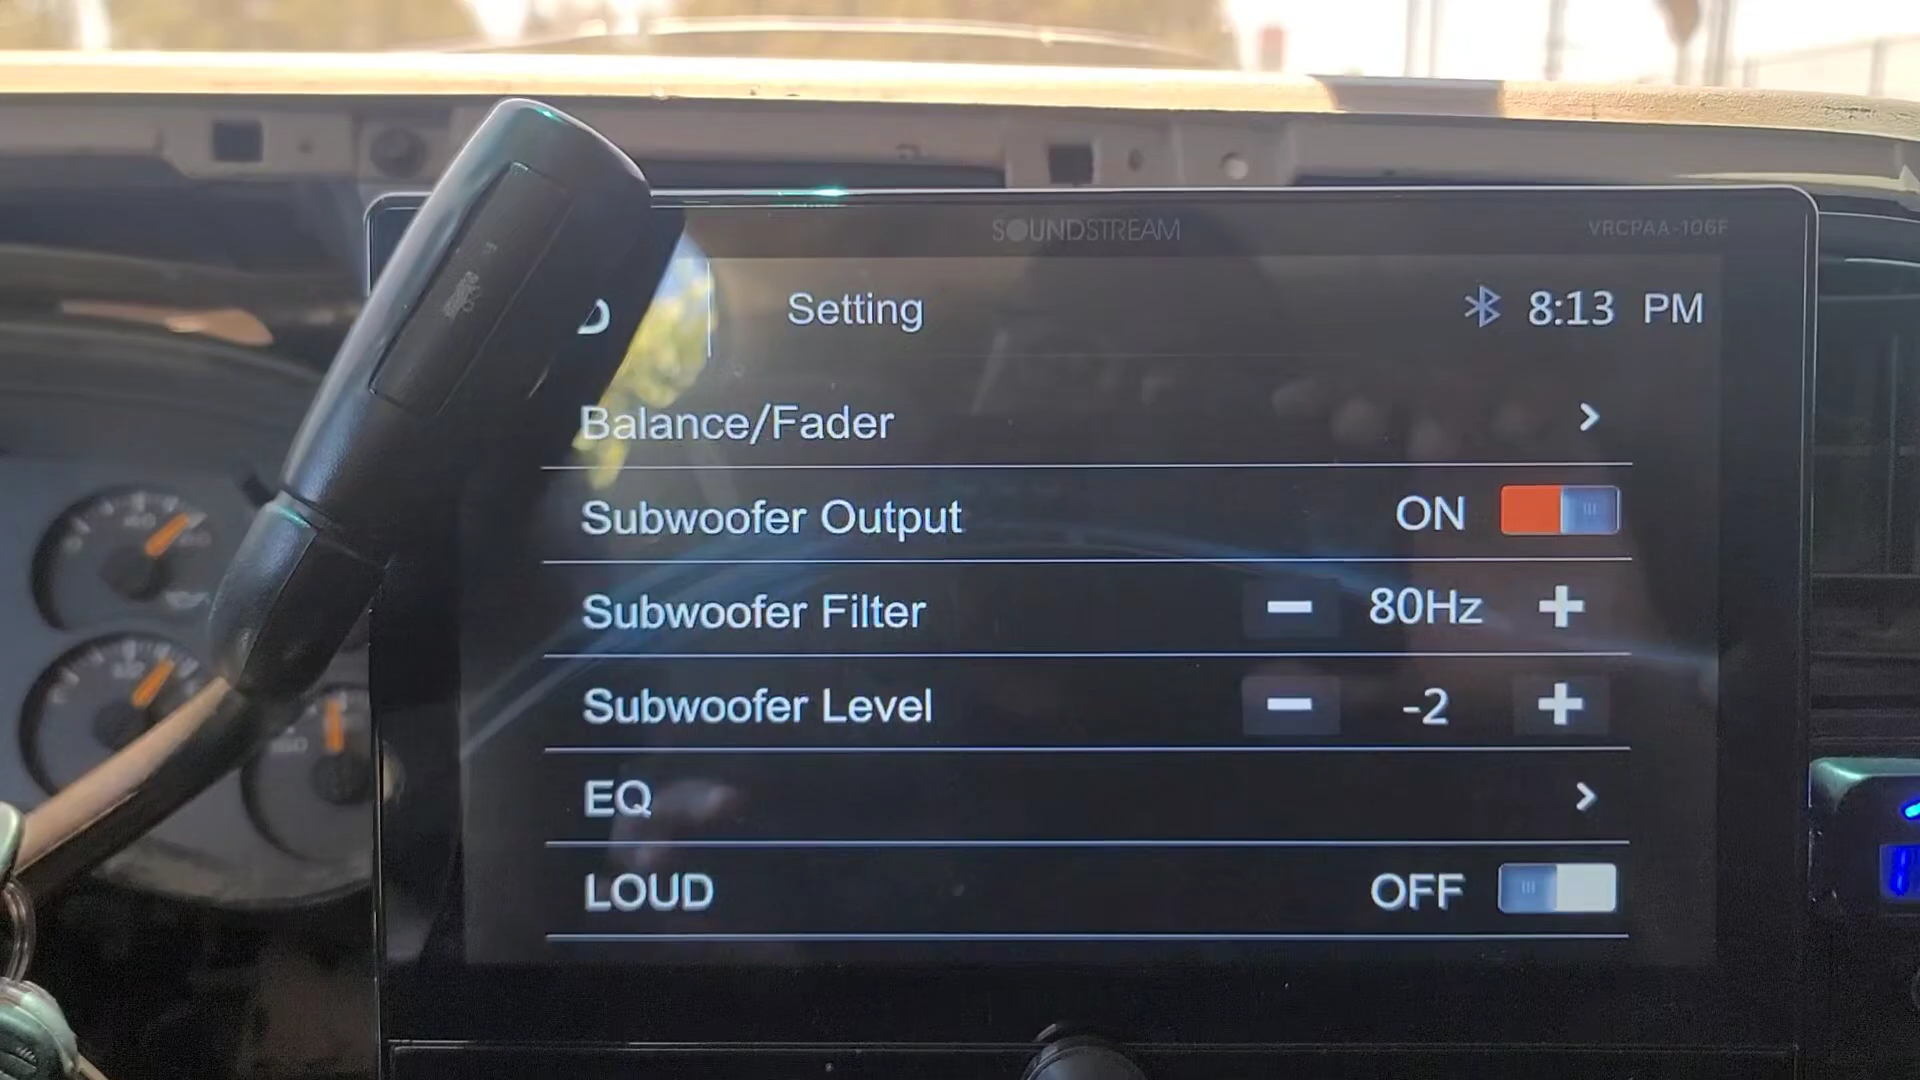 SOUNDSTREAM
VRCPAA-106F
Setting
8:13 PM
Balance/Fader
Subwoofer Output ON
Subwoofer Filter 80Hz
Subwoofer Level -2
EQ
LOUD OFF